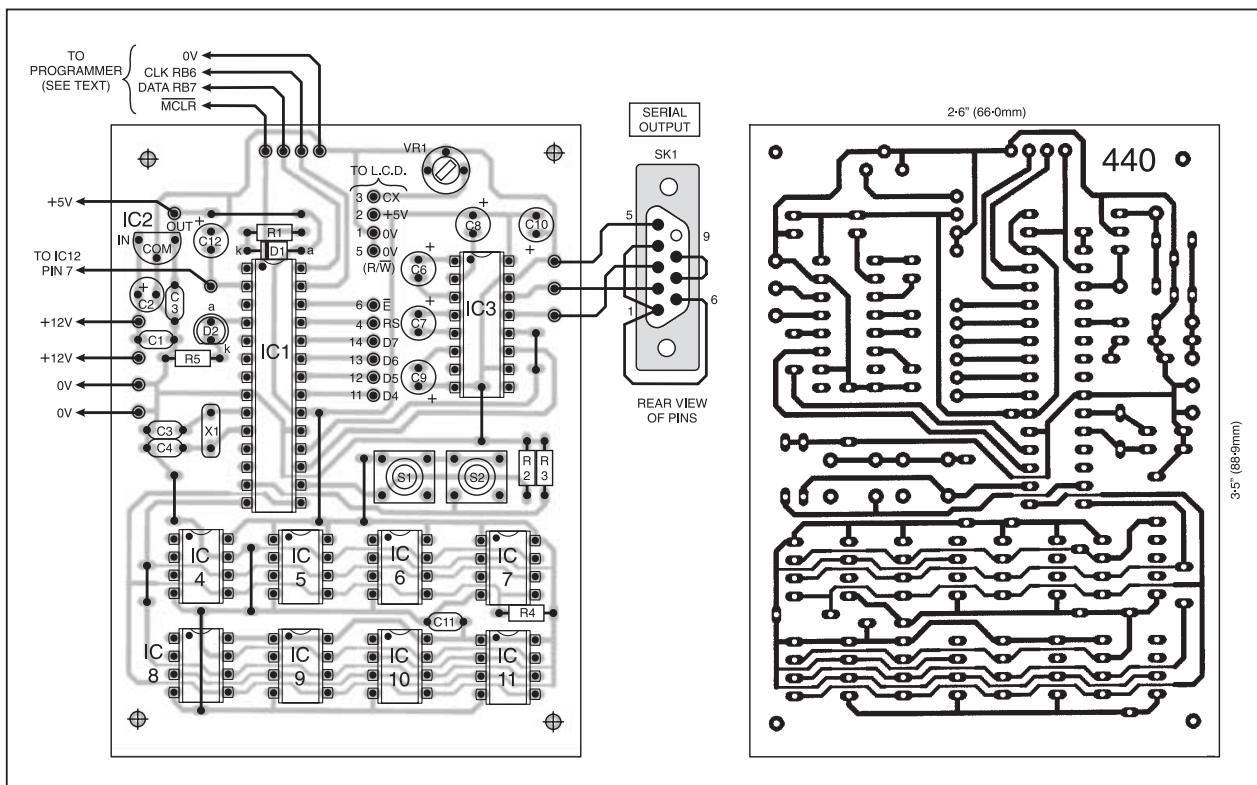 TO
PROGRAMMER
(SEE TEXT)
0V
CLK RB6
DATA RB7
MCLR
+5V
TO IC12
PIN 7
+12V
+12V
0V
0V
IC2
IN
OUT
COM
+
C12
+
C2
C
3
C1
a
D2
k
R5
R1
k
D1
a
IC1
C3
C4
X1
VR1
TO L.C.D.
3 CX
2 +5V
1 0V
5 0V
(R/W)
6 E
4 RS
14 D7
13 D6
12 D5
11 D4
+
C8
+
C10
+
C6
+
C7
C9
+
IC3
S1
S2
R
2
R
3
IC
4
IC
5
IC
6
IC
7
R4
C11
IC
8
IC
9
IC
10
IC
11
SERIAL
OUTPUT
SK1
5
9
6
1
REAR VIEW
OF PINS
2·6" (66·0mm)
440
3·5" (88·9mm)